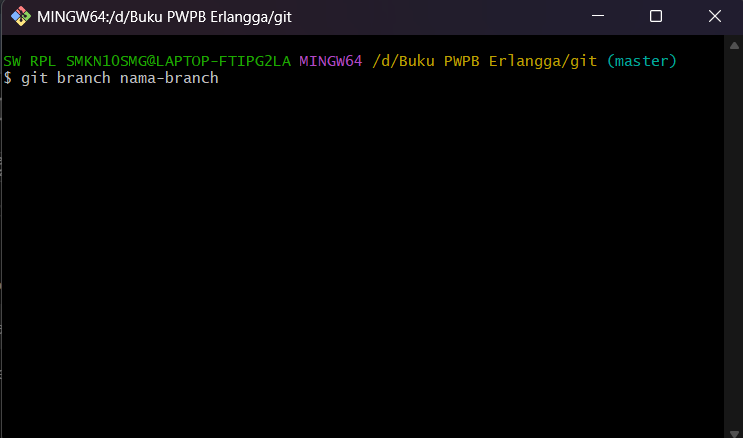 MINGW64:/d/Buku PWPB Erlangga/git
SW RPL SMKN10SMG@LAPTOP-FTIPG2LA MINGW64 /d/Buku PWPB Erlangga/git (master)
$ git branch nama-branch